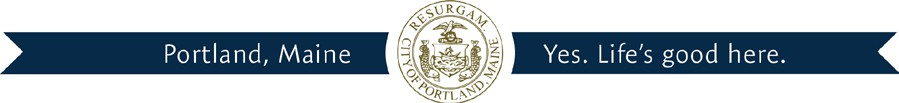 Portland, Maine
RESURGAM
CITY OF PORTLAND, MAINE
Yes. Life's good here.